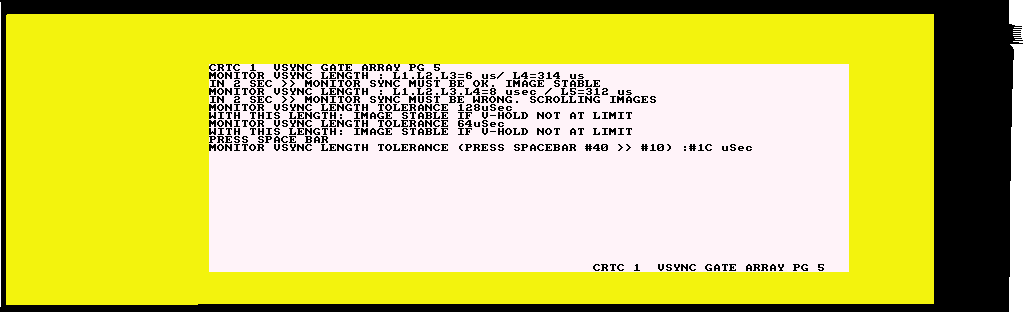 CRTC 1  VSYNC GATE ARRAY PG 5
MONITOR VSYNC LENGTH : L1.L2.L3=6 us/ L4=314 us
IN 2 SEC >> MONITOR SYNC MUST BE OK. IMAGE STABLE
MONITOR VSYNC LENGTH : L1.L2.L3.L4=8 usec / L5=312 us
IN 2 SEC >> MONITOR SYNC MUST BE WRONG. SCROLLING IMAGES
MONITOR VSYNC LENGTH TOLERANCE 128uSec
WITH THIS LENGTH: IMAGE STABLE IF V-HOLD NOT AT LIMIT
MONITOR VSYNC LENGTH TOLERANCE 64uSec
WITH THIS LENGTH: IMAGE STABLE IF V-HOLD NOT AT LIMIT
PRESS SPACE BAR
MONITOR VSYNC LENGTH TOLERANCE (PRESS SPACEBAR #40 >> #10) :#1C uSec
CRTC 1  VSYNC GATE ARRAY PG 5